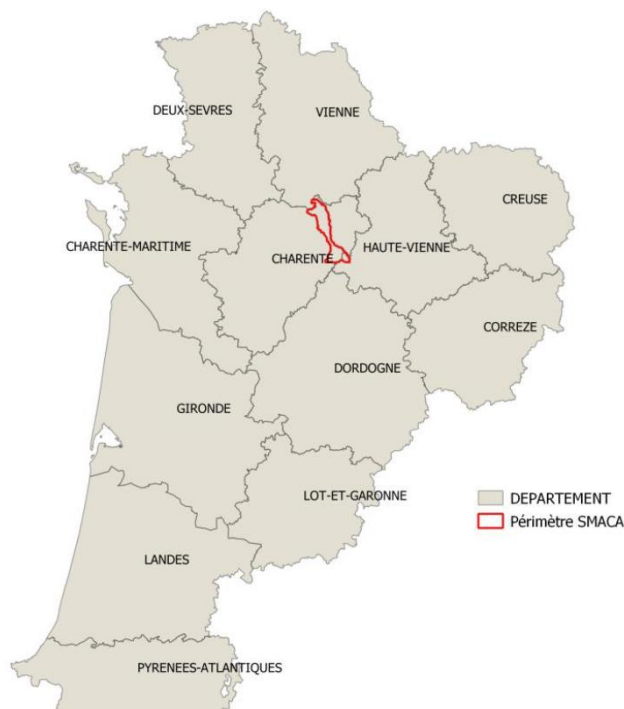 DEUX-SEVRES
VIENNE
CREUSE
CHARENTE-MARITIME
HAUTE-VIENNE
CHARENTE
CORREZE
DORDOGNE
GIRONDE
LOT-ET-GARONNE
DEPARTEMENT
Périmètre SMACA
LANDES
PYRENEES-ATLANTIQUES